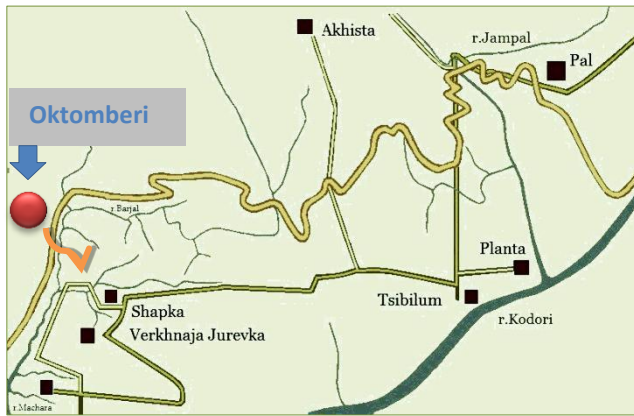 Akhista
r.Jampal
Pal
Oktomberi
r.Barjal
Planta
Tsibilum
Shapka
r.Kodori
Verkhnaja Jurevka
r.Machara